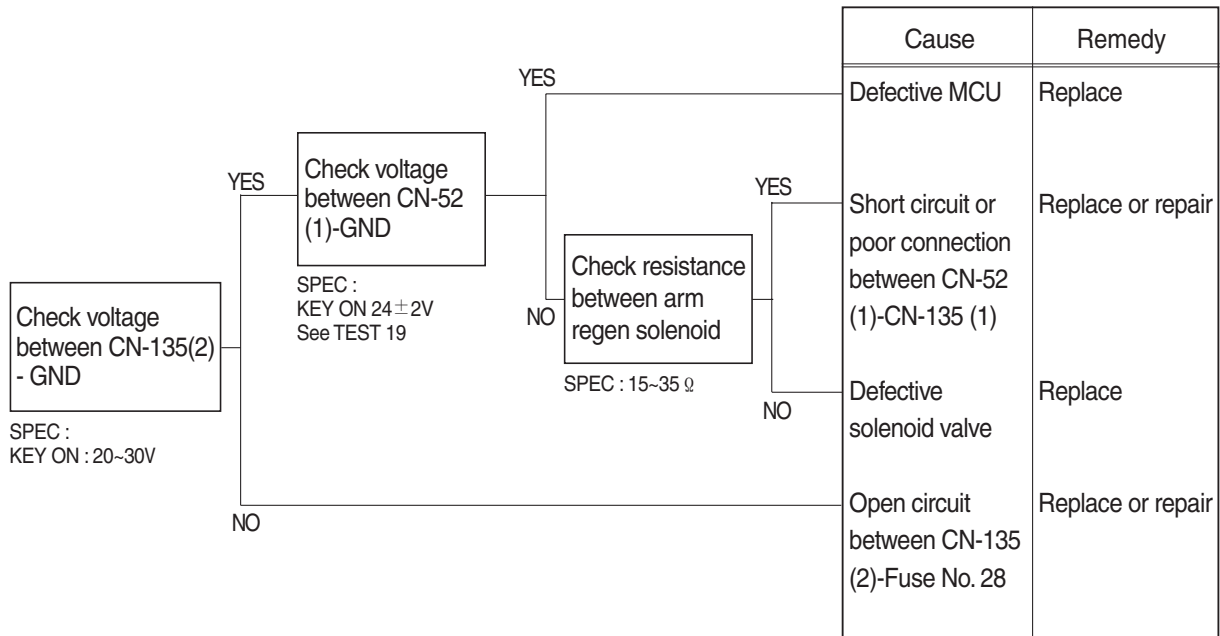 Check voltage
between CN-135(2)
- GND
SPEC :
KEY ON : 20~30V
YES
NO
Check voltage
between CN-52
(1)-GND
SPEC :
KEY ON 24±2V
See TEST 19
YES
NO
Check resistance
between arm
regen solenoid
SPEC : 15~35 Ω
YES
NO
Cause Remedy
Defective MCU Replace
Short circuit or Replace or repair
poor connection
between CN-52
(1)-CN-135 (1)
Defective Replace
solenoid valve
Open circuit Replace or repair
between CN-135
(2)-Fuse No. 28